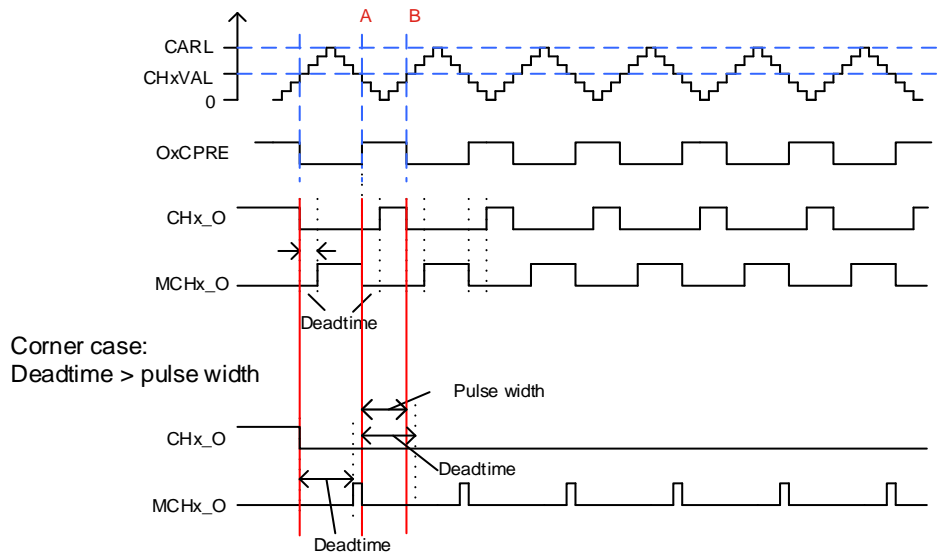 A B
CARL
CHxVAL
0
OxCPRE
CHx_O
MCHx_O
Deadtime
Corner case:
Deadtime > pulse width
Pulse width
CHx_O
Deadtime
MCHx_O
Deadtime